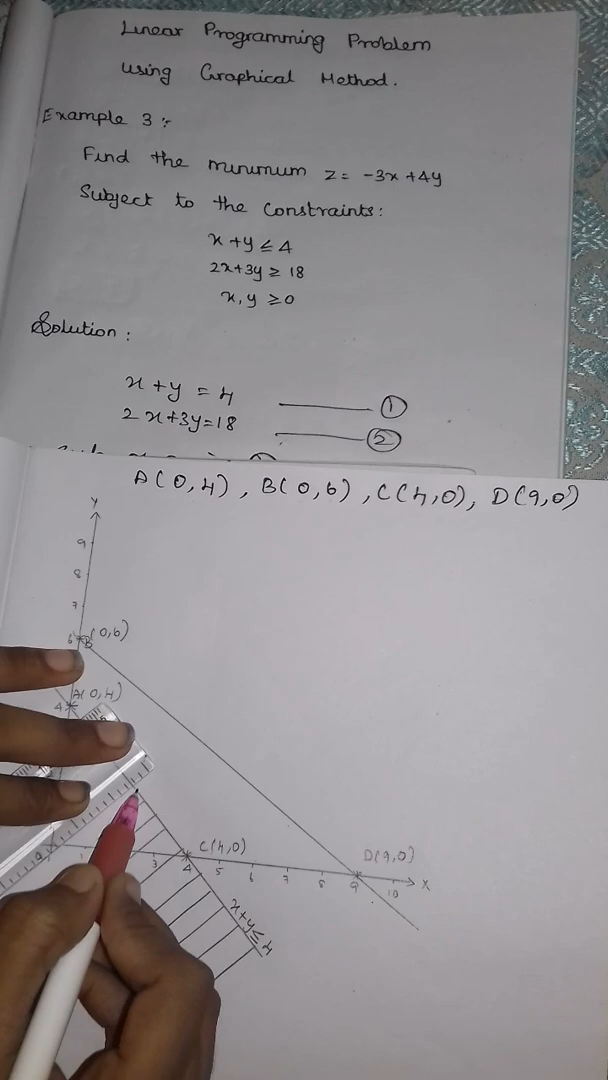 Linear Programming Problem
using Graphical Method.
Example 3 :-
Find the minimum z = -3x +4y
Subject to the Constraints:
x +y ≤ 4
2x+3y ≥ 18
x, y ≥ 0
Solution :
x + y = 4 ① 
2x+3y=18 ②
A(0,4) , B(0,6) , C(4,0), D(9,0)
Y
9
8
7
6 B(0,6)
A(0,4)
4
C(4,0)
D(9,0)
3 4 5 6 7 8 9 10 X
x+y≤4